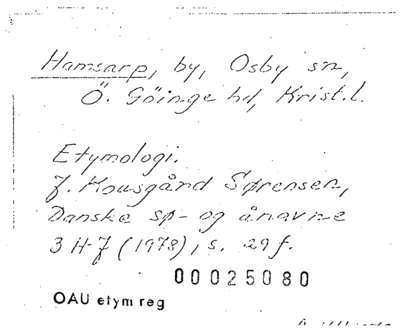 Hamsarp, by, Osby sn,
Ö. Göinge hd, Krist. l.
Etymologi.
J. Kousgård Sørensen,
Danske sø- og ånavne
3 H-J (1978), s. 29 f.
00025080
OAU etym reg